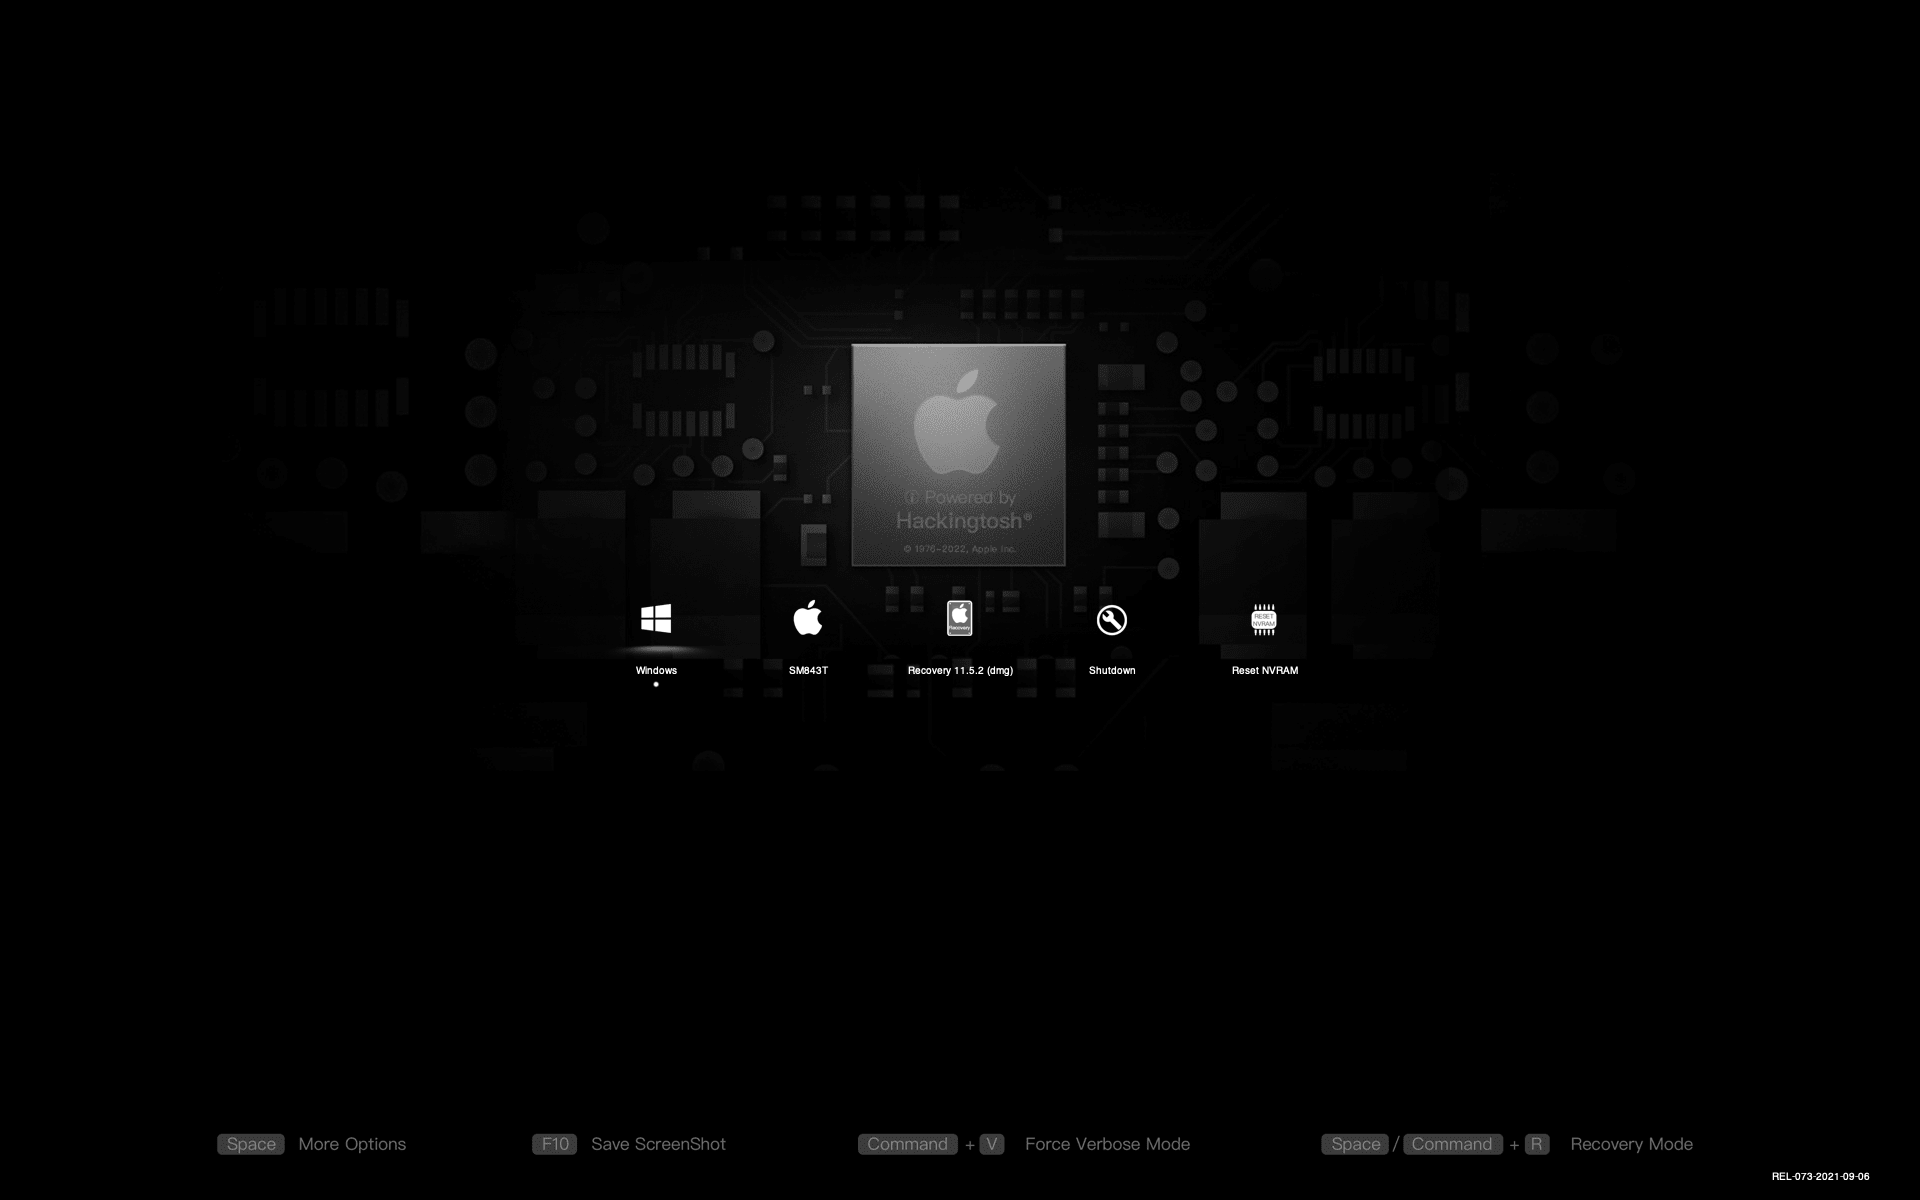 ⓘ Powered by
Hackingtosh®
© 1976–2022, Apple Inc.
Recovery
RESET
NVRAM
Windows
SM843T
Recovery 11.5.2 (dmg)
Shutdown
Reset NVRAM
Space More Options
F10 Save ScreenShot
Command + V Force Verbose Mode
Space / Command + R Recovery Mode
REL-073-2021-09-06